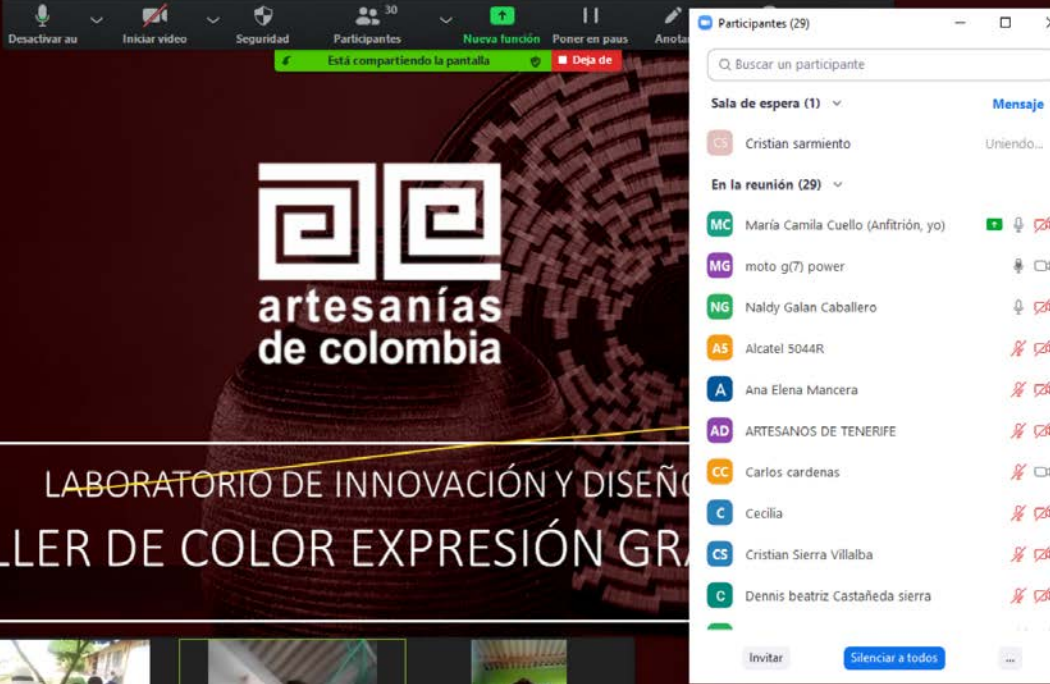 30
Desactivar au
Iniciar video
Seguridad
Participantes
Nueva función
Poner en paus
Anotar
Está compartiendo la pantalla
Deja de
artesanías
de colombia
LABORATORIO DE INNOVACIÓN Y DISEÑO
LLER DE COLOR EXPRESIÓN GRÁ
Participantes (29)
Buscar un participante
Sala de espera (1)
Mensaje
CS
Cristian sarmiento
Uniendo...
En la reunión (29)
MC
María Camila Cuello (Anfitrión, yo)
MG
moto g(7) power
NG
Naldy Galan Caballero
A5
Alcatel 5044R
A
Ana Elena Mancera
AD
ARTESANOS DE TENERIFE
CC
Carlos cardenas
C
Cecilia
CS
Cristian Sierra Villalba
C
Dennis beatriz Castañeda sierra
Invitar
Silenciar a todos
...